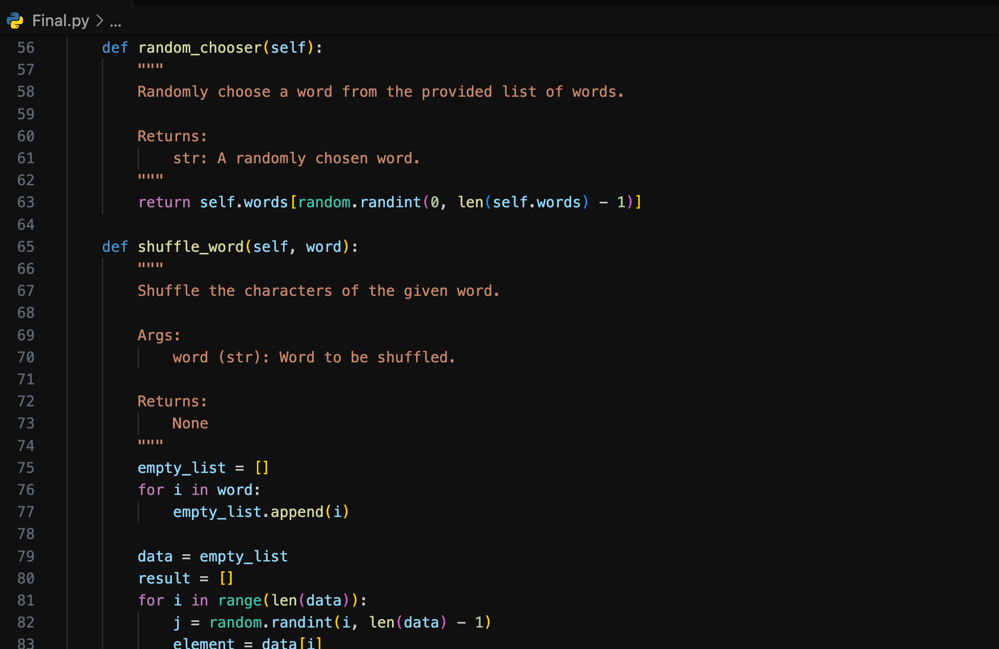 Final.py > ...
56 def random_chooser(self):
57 """
58 Randomly choose a word from the provided list of words.
59
60 Returns:
61 str: A randomly chosen word.
62 """
63 return self.words[random.randint(0, len(self.words) - 1)]
64
65 def shuffle_word(self, word):
66 """
67 Shuffle the characters of the given word.
68
69 Args:
70 word (str): Word to be shuffled.
71
72 Returns:
73 None
74 """
75 empty_list = []
76 for i in word:
77 empty_list.append(i)
78
79 data = empty_list
80 result = []
81 for i in range(len(data)):
82 j = random.randint(i, len(data) - 1)
83 element = data[i]